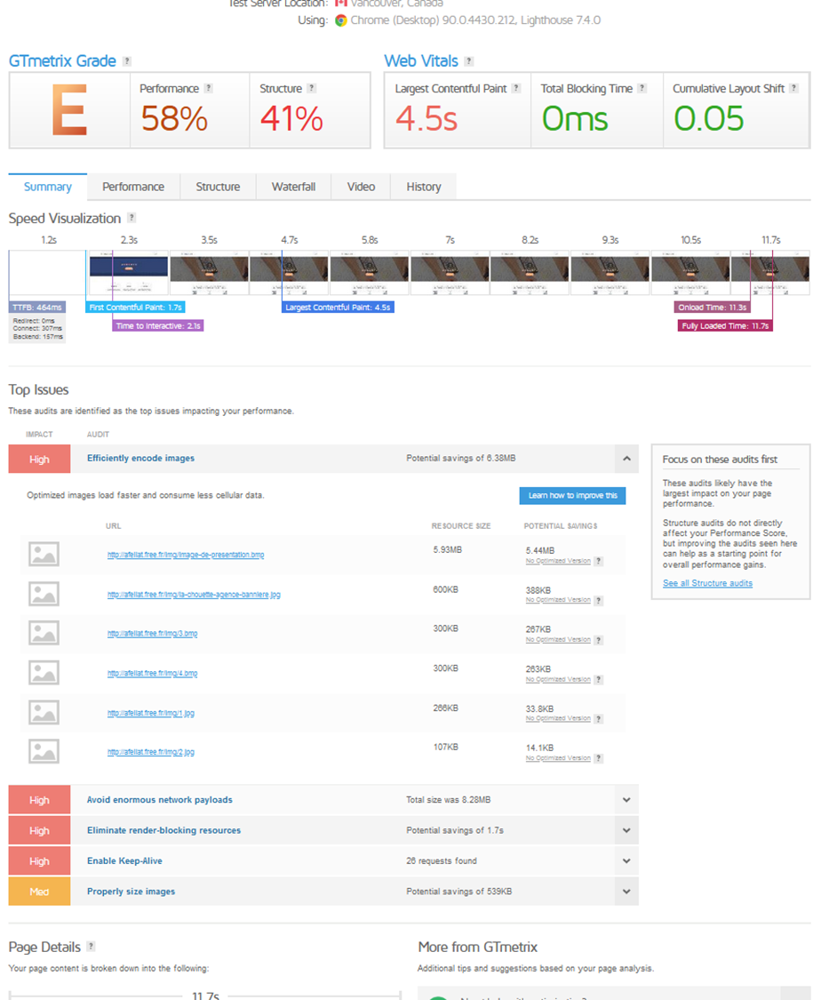 Test Server Location: Vancouver, Canada
Using: Chrome (Desktop) 90.0.4430.212, Lighthouse 7.4.0
GTmetrix Grade ?
Web Vitals ?
E
Performance ?
58%
Structure ?
41%
Largest Contentful Paint ?
4.5s
Total Blocking Time ?
0ms
Cumulative Layout Shift ?
0.05
Summary Performance Structure Waterfall Video History
Speed Visualization ?
1.2s 2.3s 3.5s 4.7s 5.8s 7s 8.2s 9.3s 10.5s 11.7s
TTFB: 464ms
Redirect: 0ms
Connect: 307ms
Backend: 157ms
First Contentful Paint: 1.7s
Time to Interactive: 2.1s
Largest Contentful Paint: 4.5s
Onload Time: 11.3s
Fully Loaded Time: 11.7s
Top Issues
These audits are identified as the top issues impacting your performance.
IMPACT AUDIT
High Efficiently encode images Potential savings of 6.38MB
Optimized images load faster and consume less cellular data.
Learn how to improve this
URL RESOURCE SIZE POTENTIAL SAVINGS
http://afellat.free.fr/img/image-de-presentation.bmp 5.93MB 5.44MB
No Optimized Version ?
http://afellat.free.fr/img/la-chouette-agence-banniere.jpg 600KB 388KB
No Optimized Version ?
http://afellat.free.fr/img/3.bmp 300KB 267KB
No Optimized Version ?
http://afellat.free.fr/img/4.bmp 300KB 263KB
No Optimized Version ?
http://afellat.free.fr/img/1.jpg 266KB 33.8KB
No Optimized Version ?
http://afellat.free.fr/img/2.jpg 107KB 14.1KB
No Optimized Version ?
Focus on these audits first
These audits likely have the
largest impact on your page
performance.
Structure audits do not directly
affect your Performance Score,
but improving the audits seen here
can help as a starting point for
overall performance gains.
See all Structure audits
High Avoid enormous network payloads Total size was 8.28MB
High Eliminate render-blocking resources Potential savings of 1.7s
High Enable Keep-Alive 26 requests found
Med Properly size images Potential savings of 539KB
Page Details ?
Your page content is broken down into the following:
11.7s
More from GTmetrix
Additional tips and suggestions based on your page analysis.